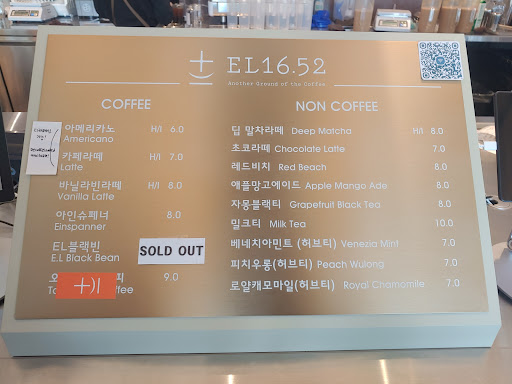 EL16.52
Another Ground of the Coffee
COFFEE
아메리카노 H/I 6.0
Americano
카페라떼 H/I 7.0
Latte
바닐라빈라떼 H/I 8.0
Vanilla Latte
아인슈페너 8.0
Einspanner
EL블랙빈
E.L Black Bean
SOLD OUT
9.0
NON COFFEE
딥 말차라떼 Deep Matcha H/I 8.0
초코라떼 Chocolate Latte 7.0
레드비치 Red Beach 8.0
애플망고에이드 Apple Mango Ade 8.0
자몽블랙티 Grapefruit Black Tea 8.0
밀크티 Milk Tea 10.0
베네치아민트 (허브티) Venezia Mint 7.0
피치우롱(허브티) Peach Wulong 7.0
로얄캐모마일(허브티) Royal Chamomile 7.0